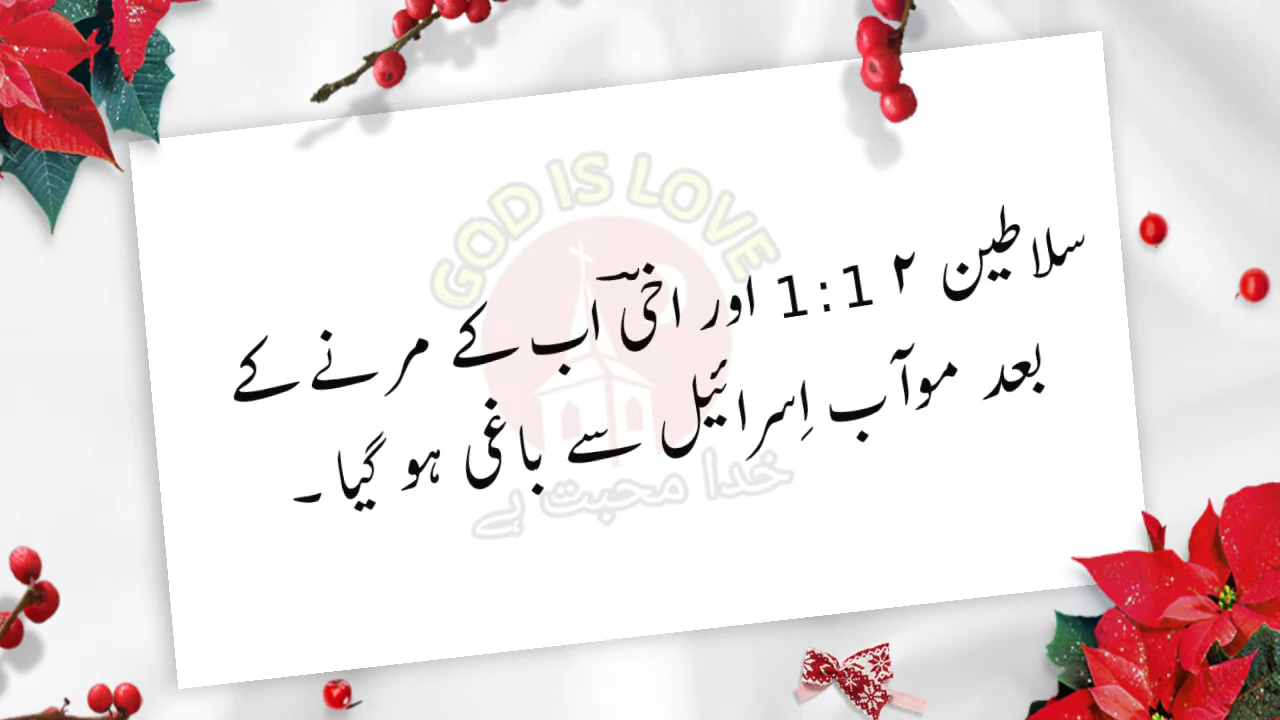 GOD IS LOVE
سلاطین ۲ 1:1 اور اخیؔ اب کے مرنے کے
بعد موآب اِسرائیل سے باغی ہو گیا۔
خدا محبت ہے